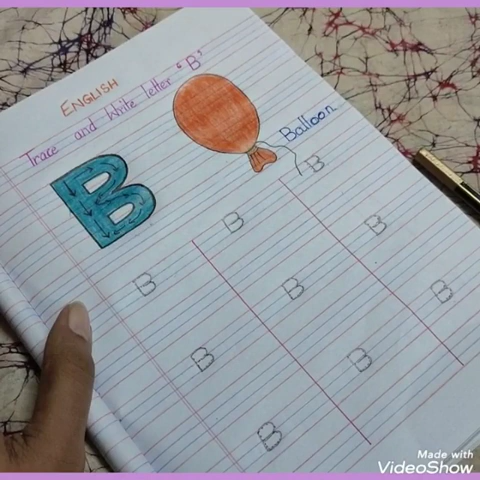 ENGLISH
Trace and Write letter "B"
Balloon
B
B B B
B B B
B B B
Made with
VideoShow